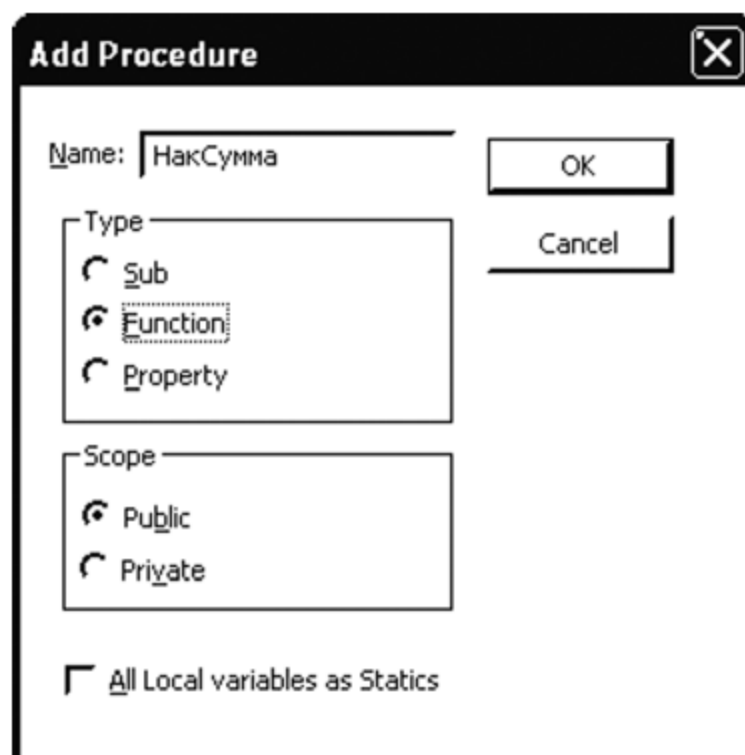 Add Procedure
Name: НакСумма
OK
Type
Cancel
Sub
Function
Property
Scope
Public
Private
All Local variables as Statics